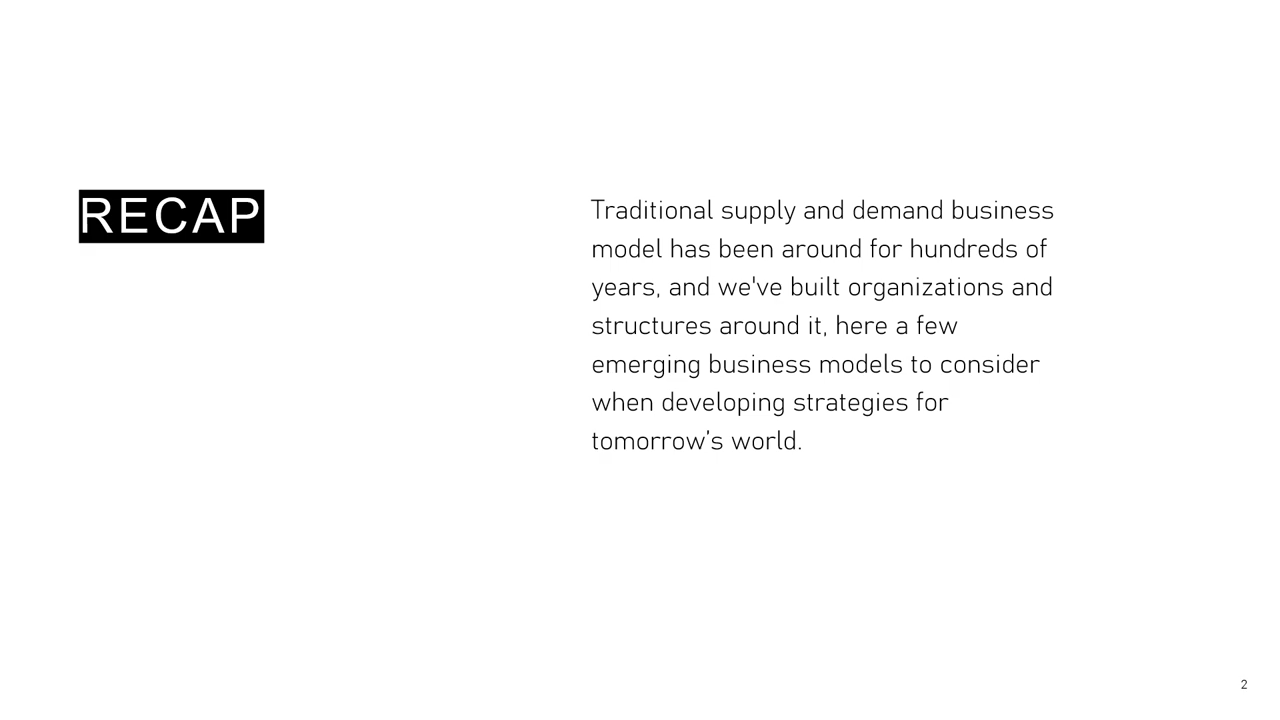 RECAP
Traditional supply and demand business
model has been around for hundreds of
years, and we've built organizations and
structures around it, here a few
emerging business models to consider
when developing strategies for
tomorrow’s world.
2